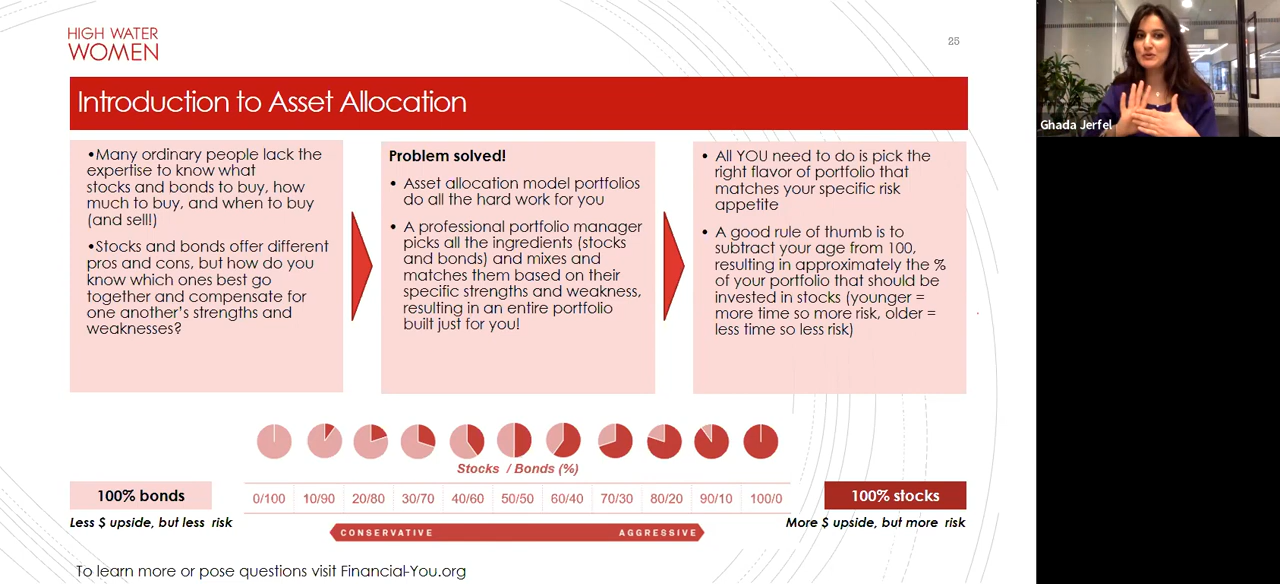 HIGH WATER
WOMEN
25
Introduction to Asset Allocation
•Many ordinary people lack the
expertise to know what
stocks and bonds to buy, how
much to buy, and when to buy
(and sell!)
•Stocks and bonds offer different
pros and cons, but how do you
know which ones best go
together and compensate for
one another's strengths and
weaknesses?
Problem solved!
• Asset allocation model portfolios
do all the hard work for you
• A professional portfolio manager
picks all the ingredients (stocks
and bonds) and mixes and
matches them based on their
specific strengths and weakness,
resulting in an entire portfolio
built just for you!
• All YOU need to do is pick the
right flavor of portfolio that
matches your specific risk
appetite
• A good rule of thumb is to
subtract your age from 100,
resulting in approximately the %
of your portfolio that should be
invested in stocks (younger =
more time so more risk, older =
less time so less risk)
Stocks / Bonds (%)
100% bonds
0/100 10/90 20/80 30/70 40/60 50/50 60/40 70/30 80/20 90/10 100/0
100% stocks
Less $ upside, but less risk
More $ upside, but more risk
CONSERVATIVE AGGRESSIVE
To learn more or pose questions visit Financial-You.org
Ghada Jerfel